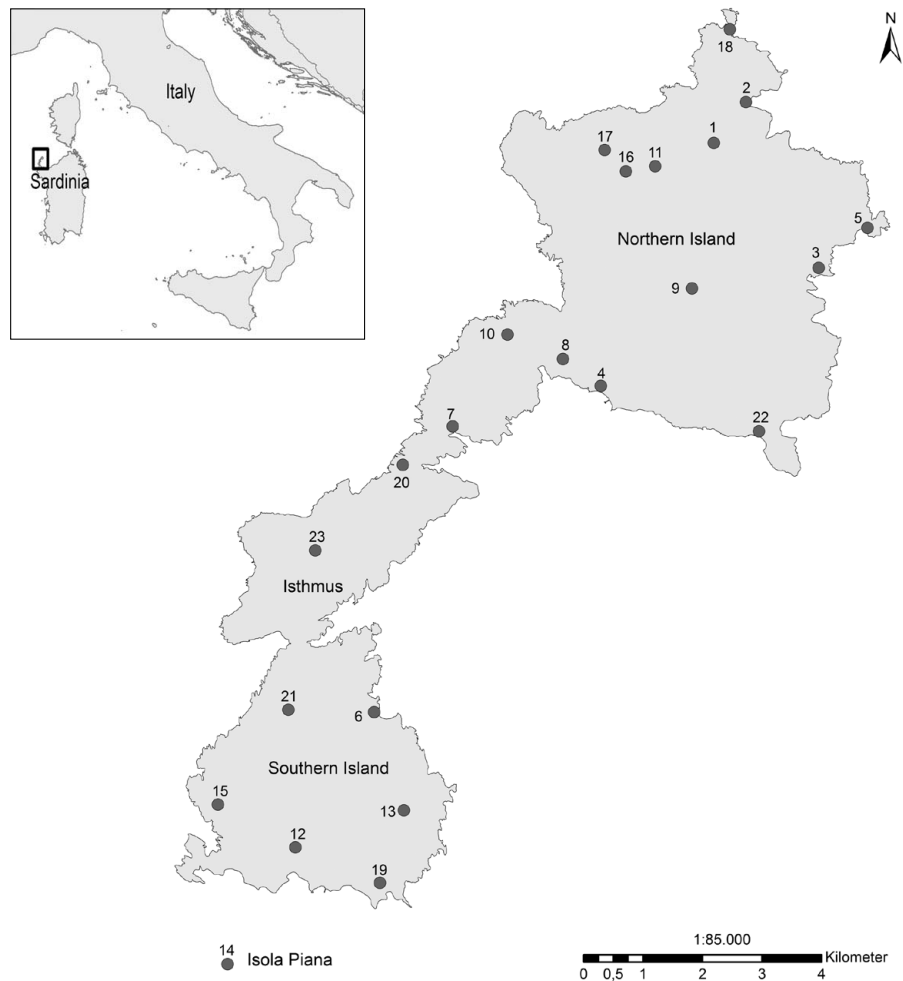 Italy
Sardinia
N
18
2
1
17
16
11
5
Northern Island
3
9
10
8
4
7
22
20
23
Isthmus
21
6
Southern Island
15
13
12
19
14
Isola Piana
1:85.000
Kilometer
0 0,5 1 2 3 4